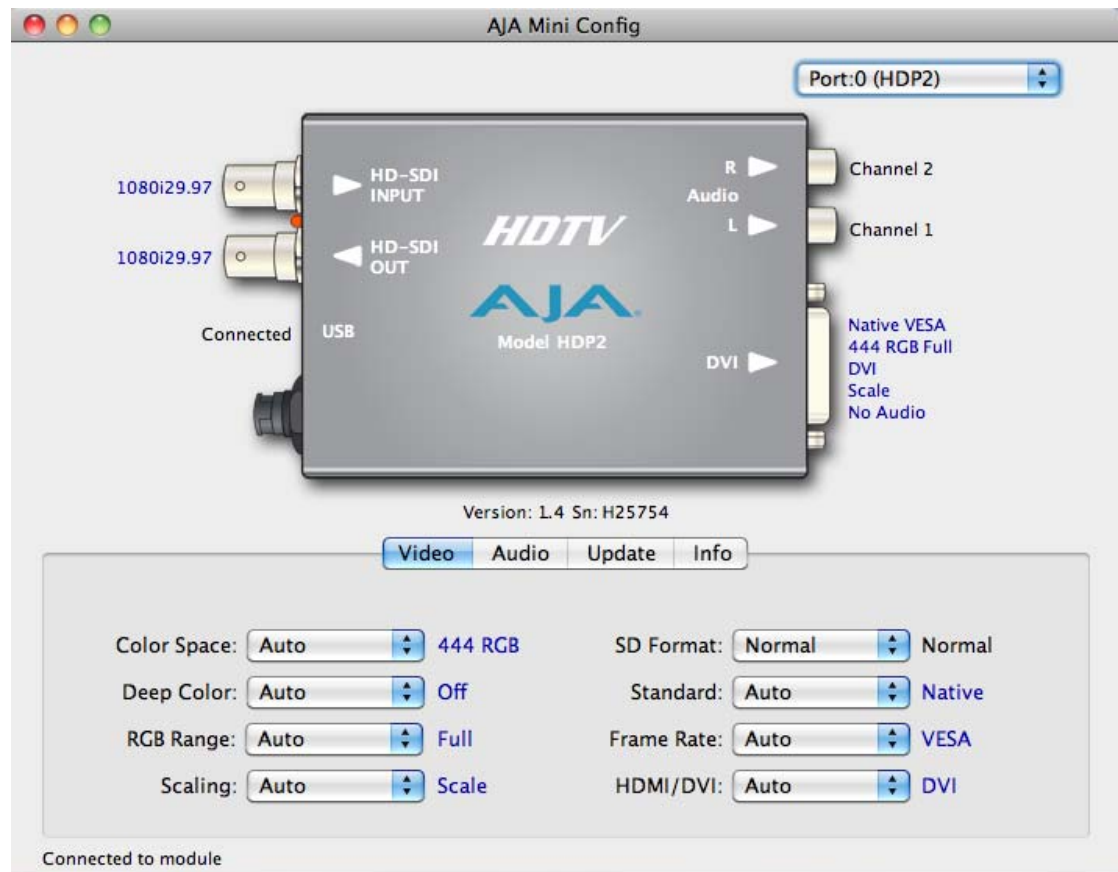 AJA Mini Config
Port:0 (HDP2)
1080i29.97
HD-SDI
INPUT
1080i29.97
HD-SDI
OUT
Connected
USB
HDTV
AJA
Model HDP2
R
Audio
L
DVI
Channel 2
Channel 1
Native VESA
444 RGB Full
DVI
Scale
No Audio
Version: 1.4 Sn: H25754
Video Audio Update Info
Color Space: Auto 444 RGB SD Format: Normal Normal
Deep Color: Auto Off Standard: Auto Native
RGB Range: Auto Full Frame Rate: Auto VESA
Scaling: Auto Scale HDMI/DVI: Auto DVI
Connected to module